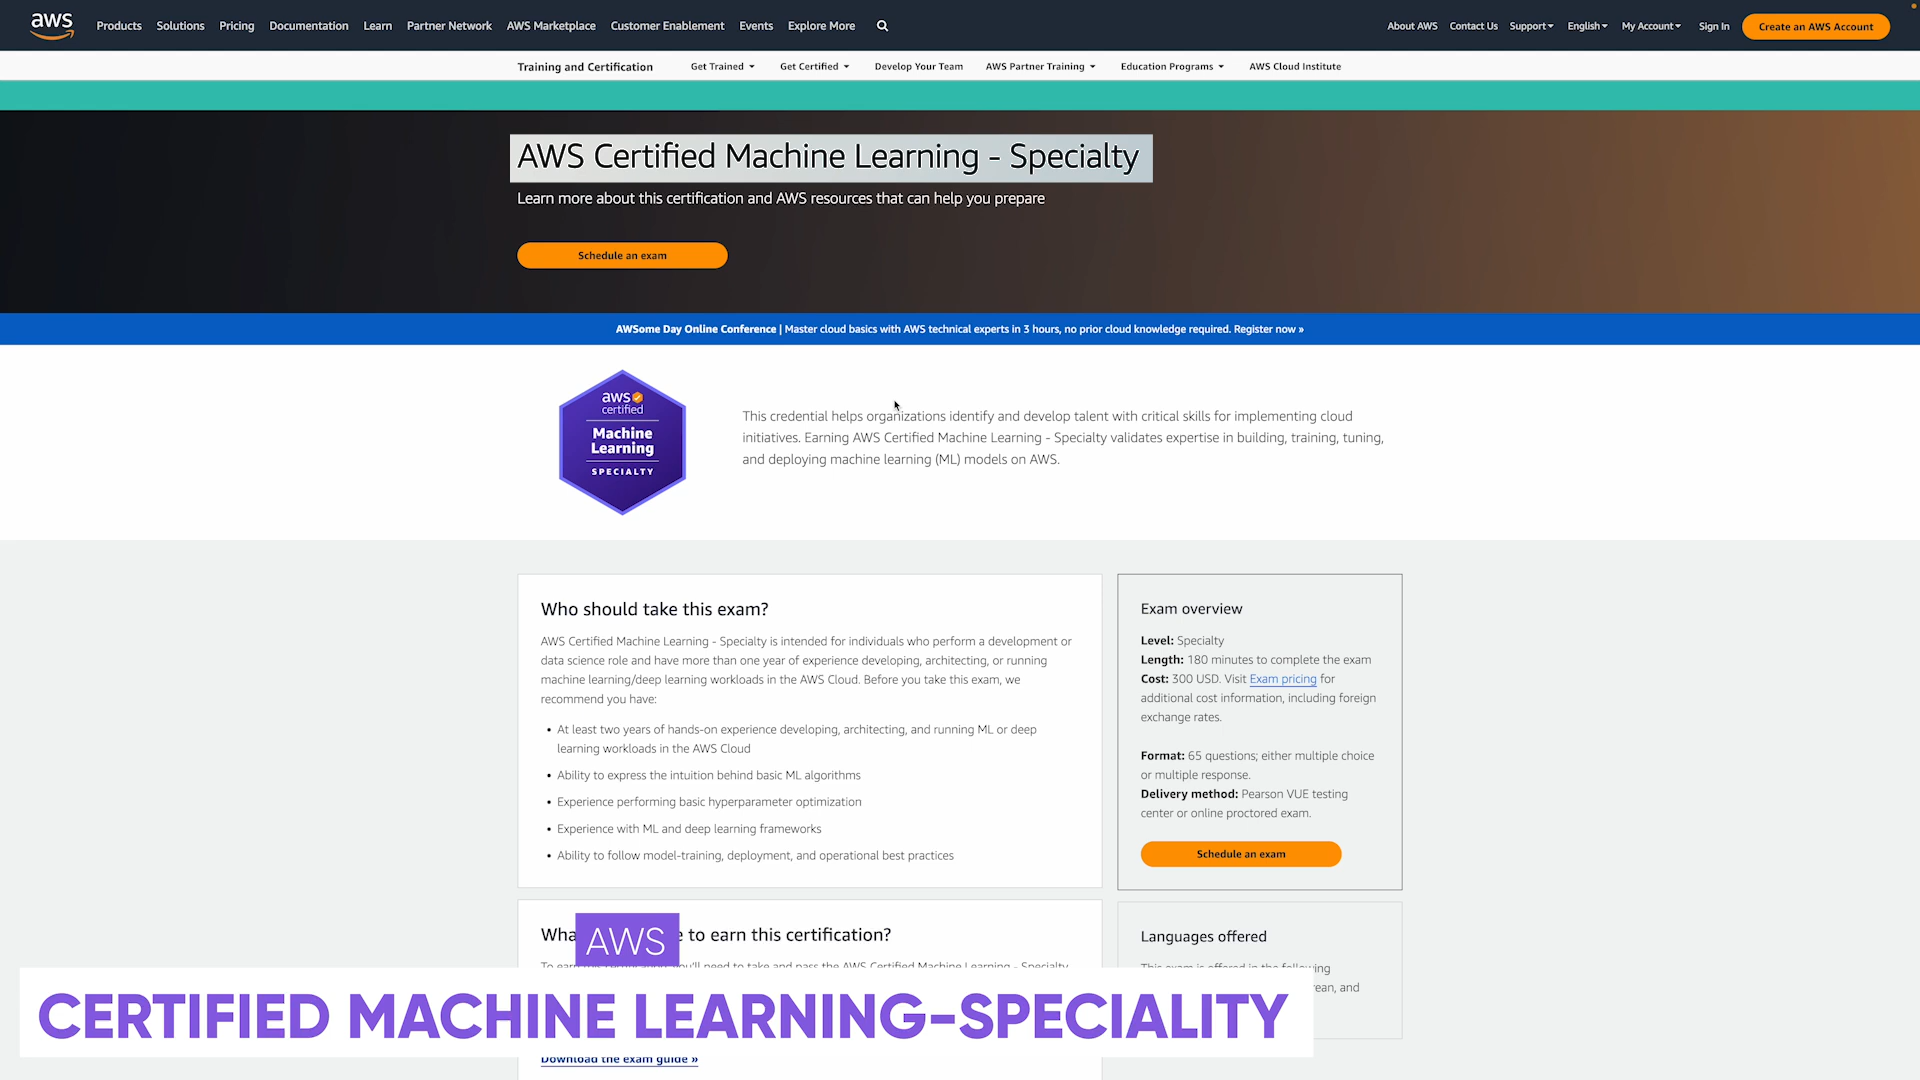 aws
Products Solutions Pricing Documentation Learn Partner Network AWS Marketplace Customer Enablement Events Explore More
About AWS Contact Us Support English My Account Sign In Create an AWS Account
Training and Certification Get Trained Get Certified Develop Your Team AWS Partner Training Education Programs AWS Cloud Institute
AWS Certified Machine Learning - Specialty
Learn more about this certification and AWS resources that can help you prepare
Schedule an exam
AWSome Day Online Conference | Master cloud basics with AWS technical experts in 3 hours, no prior cloud knowledge required. Register now »
aws
certified
Machine
Learning
SPECIALTY
This credential helps organizations identify and develop talent with critical skills for implementing cloud
initiatives. Earning AWS Certified Machine Learning - Specialty validates expertise in building, training, tuning,
and deploying machine learning (ML) models on AWS.
Who should take this exam?
AWS Certified Machine Learning - Specialty is intended for individuals who perform a development or
data science role and have more than one year of experience developing, architecting, or running
machine learning/deep learning workloads in the AWS Cloud. Before you take this exam, we
recommend you have:
• At least two years of hands-on experience developing, architecting, and running ML or deep
learning workloads in the AWS Cloud
• Ability to express the intuition behind basic ML algorithms
• Experience performing basic hyperparameter optimization
• Experience with ML and deep learning frameworks
• Ability to follow model-training, deployment, and operational best practices
Exam overview
Level: Specialty
Length: 180 minutes to complete the exam
Cost: 300 USD. Visit Exam pricing for
additional cost information, including foreign
exchange rates.
Format: 65 questions; either multiple choice
or multiple response.
Delivery method: Pearson VUE testing
center or online proctored exam.
Schedule an exam
to earn this certification?
you'll need to take and pass the AWS Certified Machine Learning - Specialty
Languages offered
This exam is offered in the following
and
AWS
CERTIFIED MACHINE LEARNING-SPECIALITY
Download the exam guide »